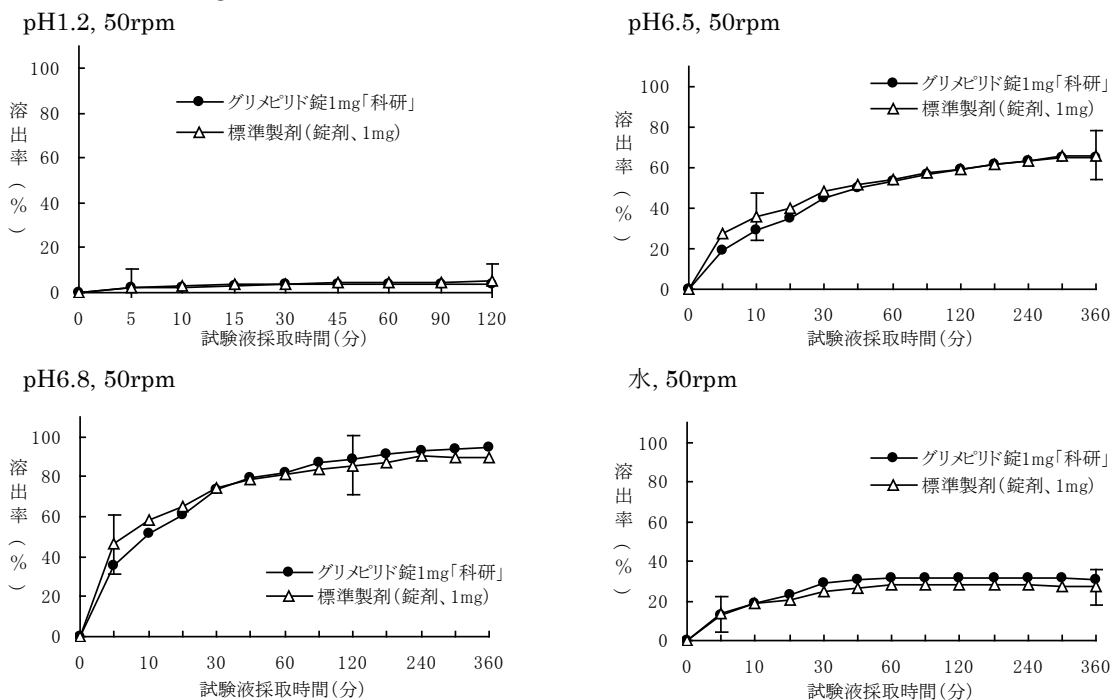 pH1.2, 50rpm
100
80
60
40
20
0
溶出率(%)
グリメピリド錠1mg「科研」
標準製剤(錠剤、1mg)
0 5 10 15 30 45 60 90 120
試験液採取時間(分)
pH6.5, 50rpm
100
80
60
40
20
0
溶出率(%)
グリメピリド錠1mg「科研」
標準製剤(錠剤、1mg)
0 10 30 60 120 240 360
試験液採取時間(分)
pH6.8, 50rpm
100
80
60
40
20
0
溶出率(%)
グリメピリド錠1mg「科研」
標準製剤(錠剤、1mg)
0 10 30 60 120 240 360
試験液採取時間(分)
水, 50rpm
100
80
60
40
20
0
溶出率(%)
グリメピリド錠1mg「科研」
標準製剤(錠剤、1mg)
0 10 30 60 120 240 360
試験液採取時間(分)